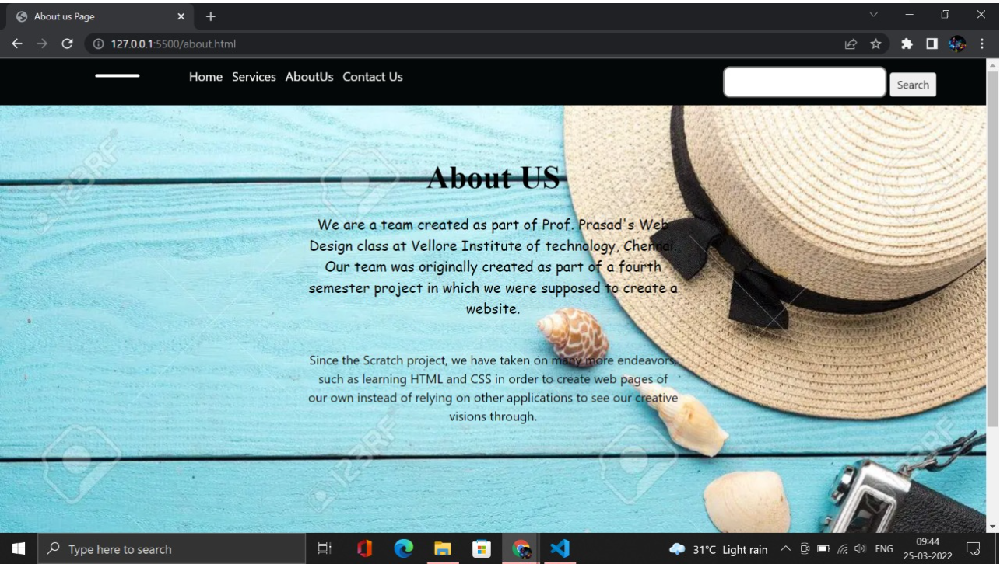 About us Page
127.0.0.1:5500/about.html
Home Services AboutUs Contact Us
Search
About US
We are a team created as part of Prof. Prasad's Web
Design class at Vellore Institute of technology, Chennai.
Our team was originally created as part of a fourth
semester project in which we were supposed to create a
website.
Since the Scratch project, we have taken on many more endeavors,
such as learning HTML and CSS in order to create web pages of
our own instead of relying on other applications to see our creative
visions through.
123RF
123RF
Type here to search
31°C Light rain
ENG
09:44
25-03-2022